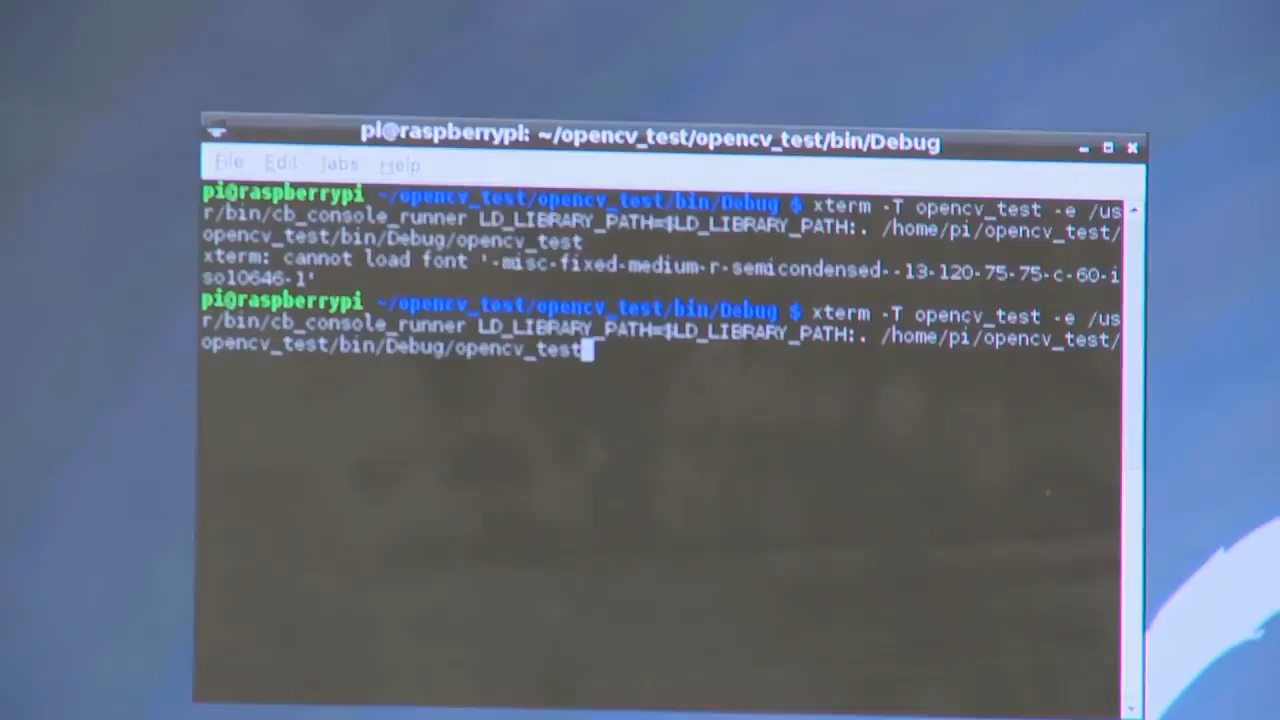 pi@raspberrypi: ~/opencv_test/opencv_test/bin/Debug
File Edit Tabs Help
pi@raspberrypi ~/opencv_test/opencv_test/bin/Debug $ xterm -T opencv_test -e /us
r/bin/cb_console_runner LD_LIBRARY_PATH=$LD_LIBRARY_PATH:. /home/pi/opencv_test/
opencv_test/bin/Debug/opencv_test
xterm: cannot load font '-misc-fixed-medium-r-semicondensed--13-120-75-75-c-60-i
so10646-1'
pi@raspberrypi ~/opencv_test/opencv_test/bin/Debug $ xterm -T opencv_test -e /us
r/bin/cb_console_runner LD_LIBRARY_PATH=$LD_LIBRARY_PATH:. /home/pi/opencv_test/
opencv_test/bin/Debug/opencv_test